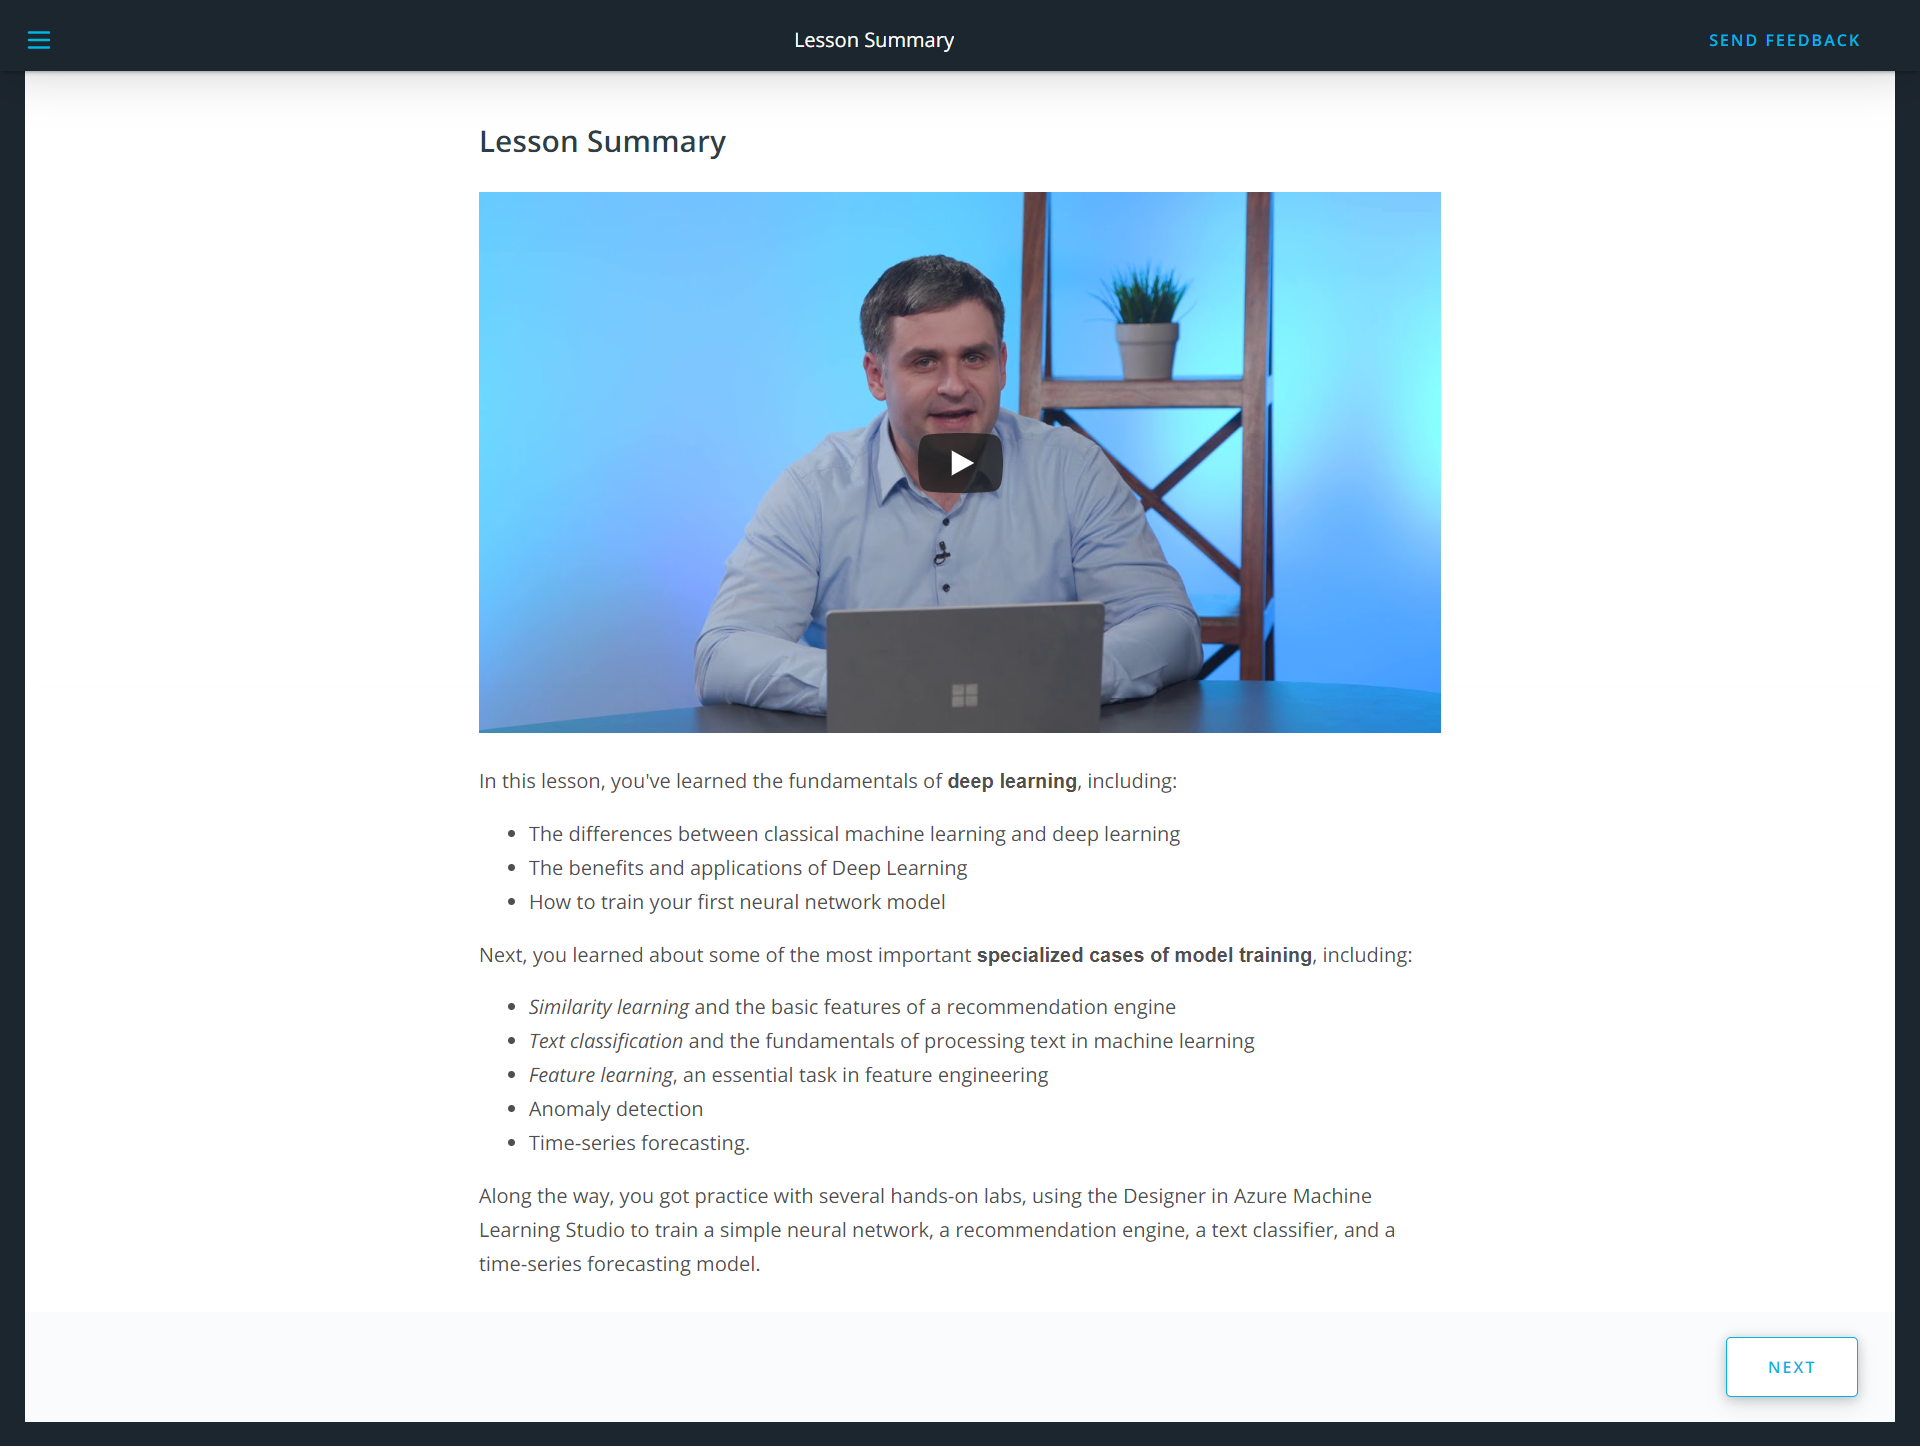 Lesson Summary
SEND FEEDBACK
Lesson Summary
In this lesson, you've learned the fundamentals of deep learning, including:
The differences between classical machine learning and deep learning
The benefits and applications of Deep Learning
How to train your first neural network model
Next, you learned about some of the most important specialized cases of model training, including:
Similarity learning and the basic features of a recommendation engine
Text classification and the fundamentals of processing text in machine learning
Feature learning, an essential task in feature engineering
Anomaly detection
Time-series forecasting.
Along the way, you got practice with several hands-on labs, using the Designer in Azure Machine
Learning Studio to train a simple neural network, a recommendation engine, a text classifier, and a
time-series forecasting model.
NEXT